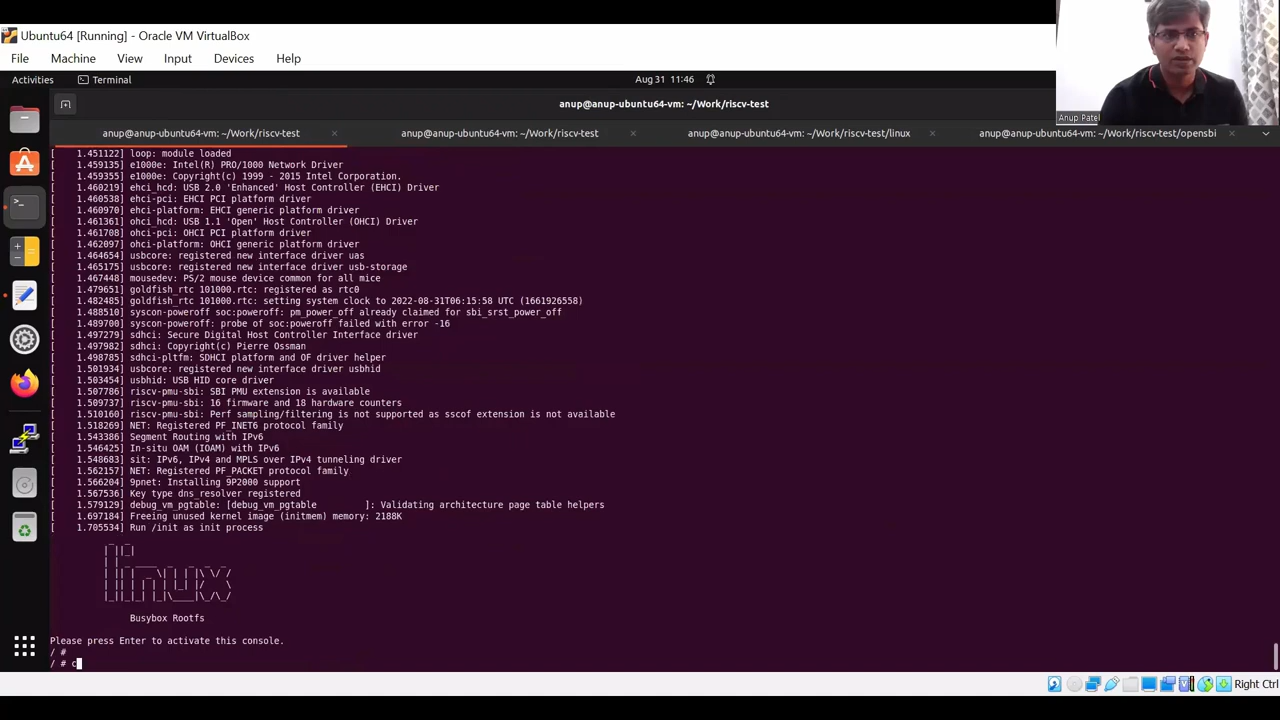 Ubuntu64 [Running] - Oracle VM VirtualBox
File Machine View Input Devices Help
Activities Terminal Aug 31 11:46
anup@anup-ubuntu64-vm: ~/Work/riscv-test
anup@anup-ubuntu64-vm: ~/Work/riscv-test anup@anup-ubuntu64-vm: ~/Work/riscv-test anup@anup-ubuntu64-vm: ~/Work/riscv-test/linux anup@anup-ubuntu64-vm: ~/Work/riscv-test/opensbi
Anup Patel
[ 1.451122] loop: module loaded
[ 1.459135] e1000e: Intel(R) PRO/1000 Network Driver
[ 1.459355] e1000e: Copyright(c) 1999 - 2015 Intel Corporation.
[ 1.460219] ehci_hcd: USB 2.0 'Enhanced' Host Controller (EHCI) Driver
[ 1.460538] ehci-pci: EHCI PCI platform driver
[ 1.460970] ehci-platform: EHCI generic platform driver
[ 1.461361] ohci_hcd: USB 1.1 'Open' Host Controller (OHCI) Driver
[ 1.461708] ohci-pci: OHCI PCI platform driver
[ 1.462097] ohci-platform: OHCI generic platform driver
[ 1.464654] usbcore: registered new interface driver uas
[ 1.465175] usbcore: registered new interface driver usb-storage
[ 1.467448] mousedev: PS/2 mouse device common for all mice
[ 1.479651] goldfish_rtc 101000.rtc: registered as rtc0
[ 1.482485] goldfish_rtc 101000.rtc: setting system clock to 2022-08-31T06:15:58 UTC (1661926558)
[ 1.488510] syscon-poweroff soc:poweroff: pm_power_off already claimed for sbi_srst_power_off
[ 1.489700] syscon-poweroff: probe of soc:poweroff failed with error -16
[ 1.497279] sdhci: Secure Digital Host Controller Interface driver
[ 1.497982] sdhci: Copyright(c) Pierre Ossman
[ 1.498785] sdhci-pltfm: SDHCI platform and OF driver helper
[ 1.501934] usbcore: registered new interface driver usbhid
[ 1.503454] usbhid: USB HID core driver
[ 1.507786] riscv-pmu-sbi: SBI PMU extension is available
[ 1.509737] riscv-pmu-sbi: 16 firmware and 18 hardware counters
[ 1.510160] riscv-pmu-sbi: Perf sampling/filtering is not supported as sscof extension is not available
[ 1.518269] NET: Registered PF_INET6 protocol family
[ 1.543386] Segment Routing with IPv6
[ 1.546425] In-situ OAM (IOAM) with IPv6
[ 1.548683] sit: IPv6, IPv4 and MPLS over IPv4 tunneling driver
[ 1.562157] NET: Registered PF_PACKET protocol family
[ 1.566204] 9pnet: Installing 9P2000 support
[ 1.567536] Key type dns_resolver registered
[ 1.579129] debug_vm_pgtable: [debug_vm_pgtable ]: Validating architecture page table helpers
[ 1.697184] Freeing unused kernel image (initmem) memory: 2188K
[ 1.705534] Run /init as init process
Busybox Rootfs
Please press Enter to activate this console.
/ #
/ # c
Right Ctrl